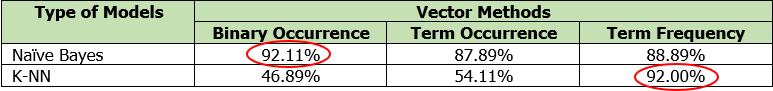 Type of Models Vector Methods
Binary Occurrence Term Occurrence Term Frequency
Naïve Bayes 92.11% 87.89% 88.89%
K-NN 46.89% 54.11% 92.00%